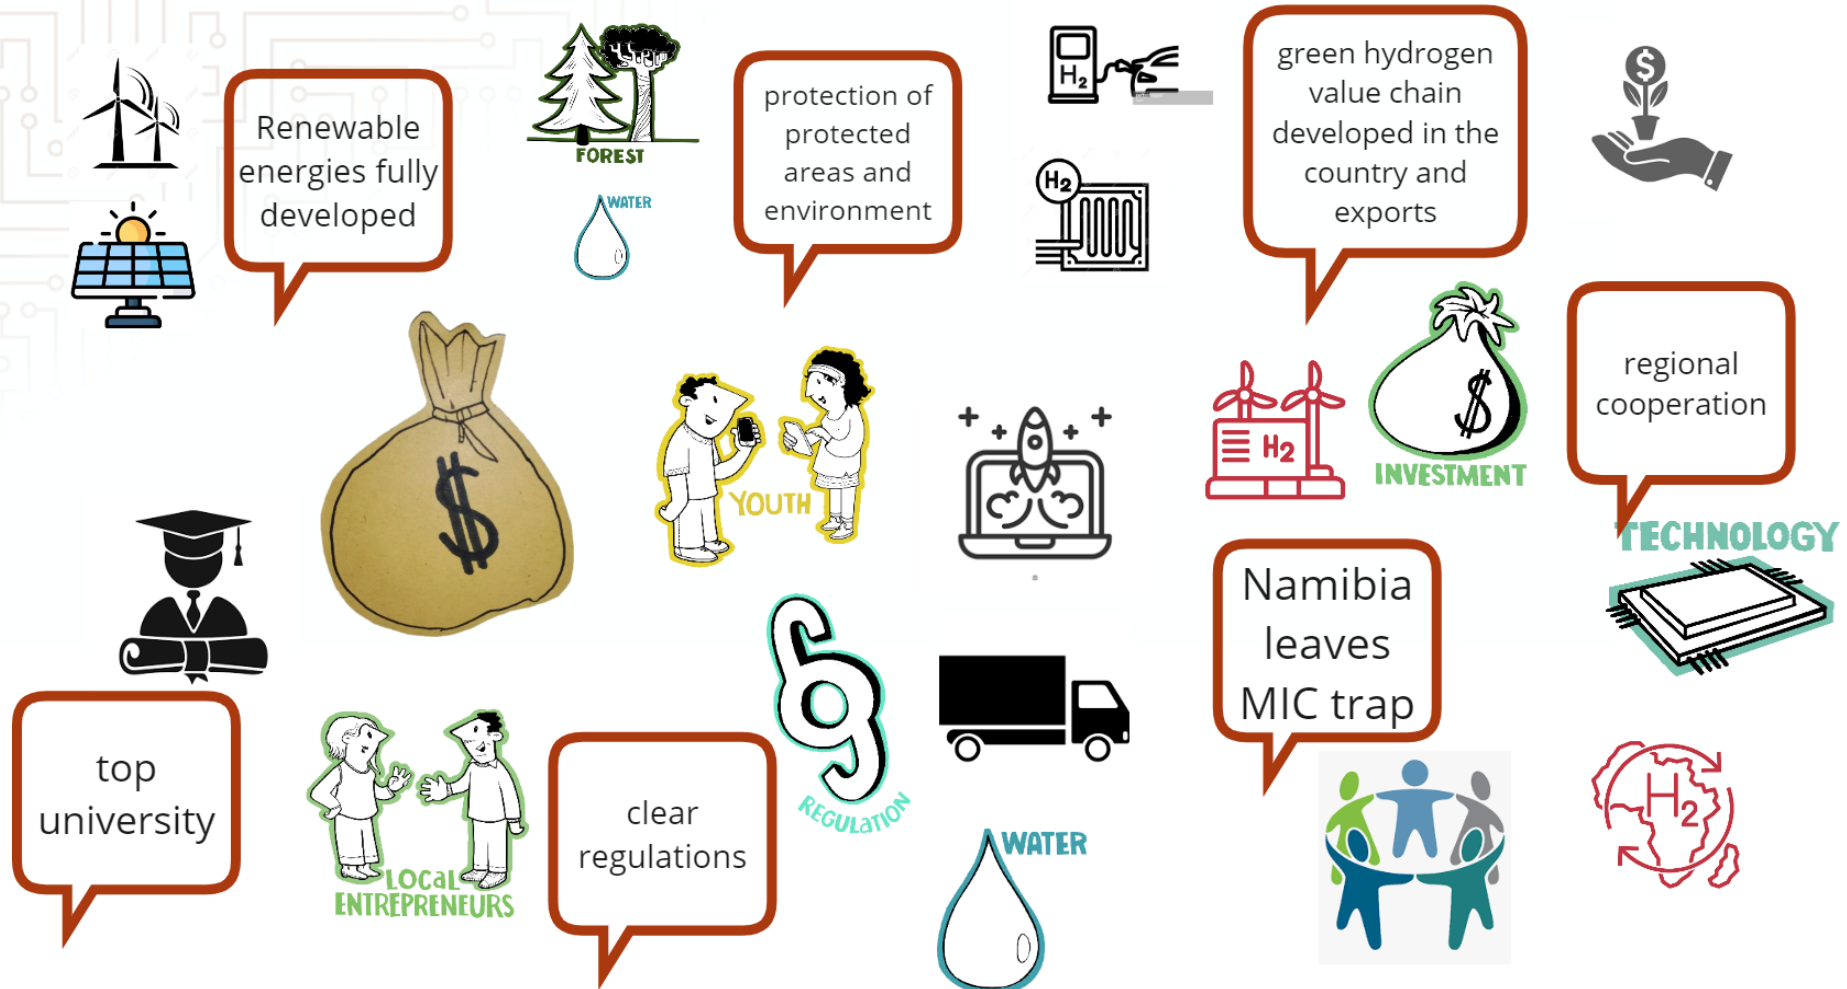 Renewable
energies fully
developed
FOREST
WATER
protection of
protected
areas and
environment
H₂
H₂
green hydrogen
value chain
developed in the
country and
exports
$
$
YOUTH
H₂
$
INVESTMENT
regional
cooperation
TECHNOLOGY
top
university
LOCaL
ENTREPRENEURS
clear
regulations
REGULaTION
WATER
Namibia
leaves
MIC trap
H₂